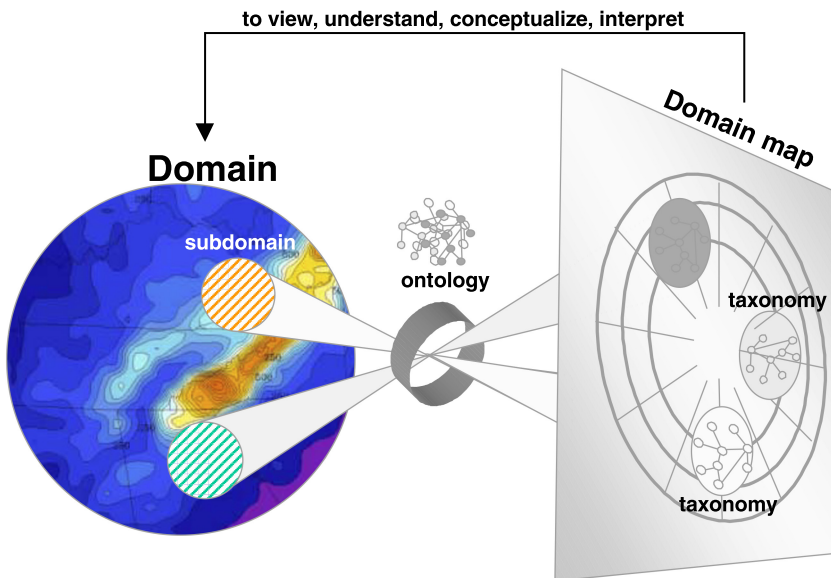 to view, understand, conceptualize, interpret
Domain
Domain map
subdomain
ontology
taxonomy
taxonomy